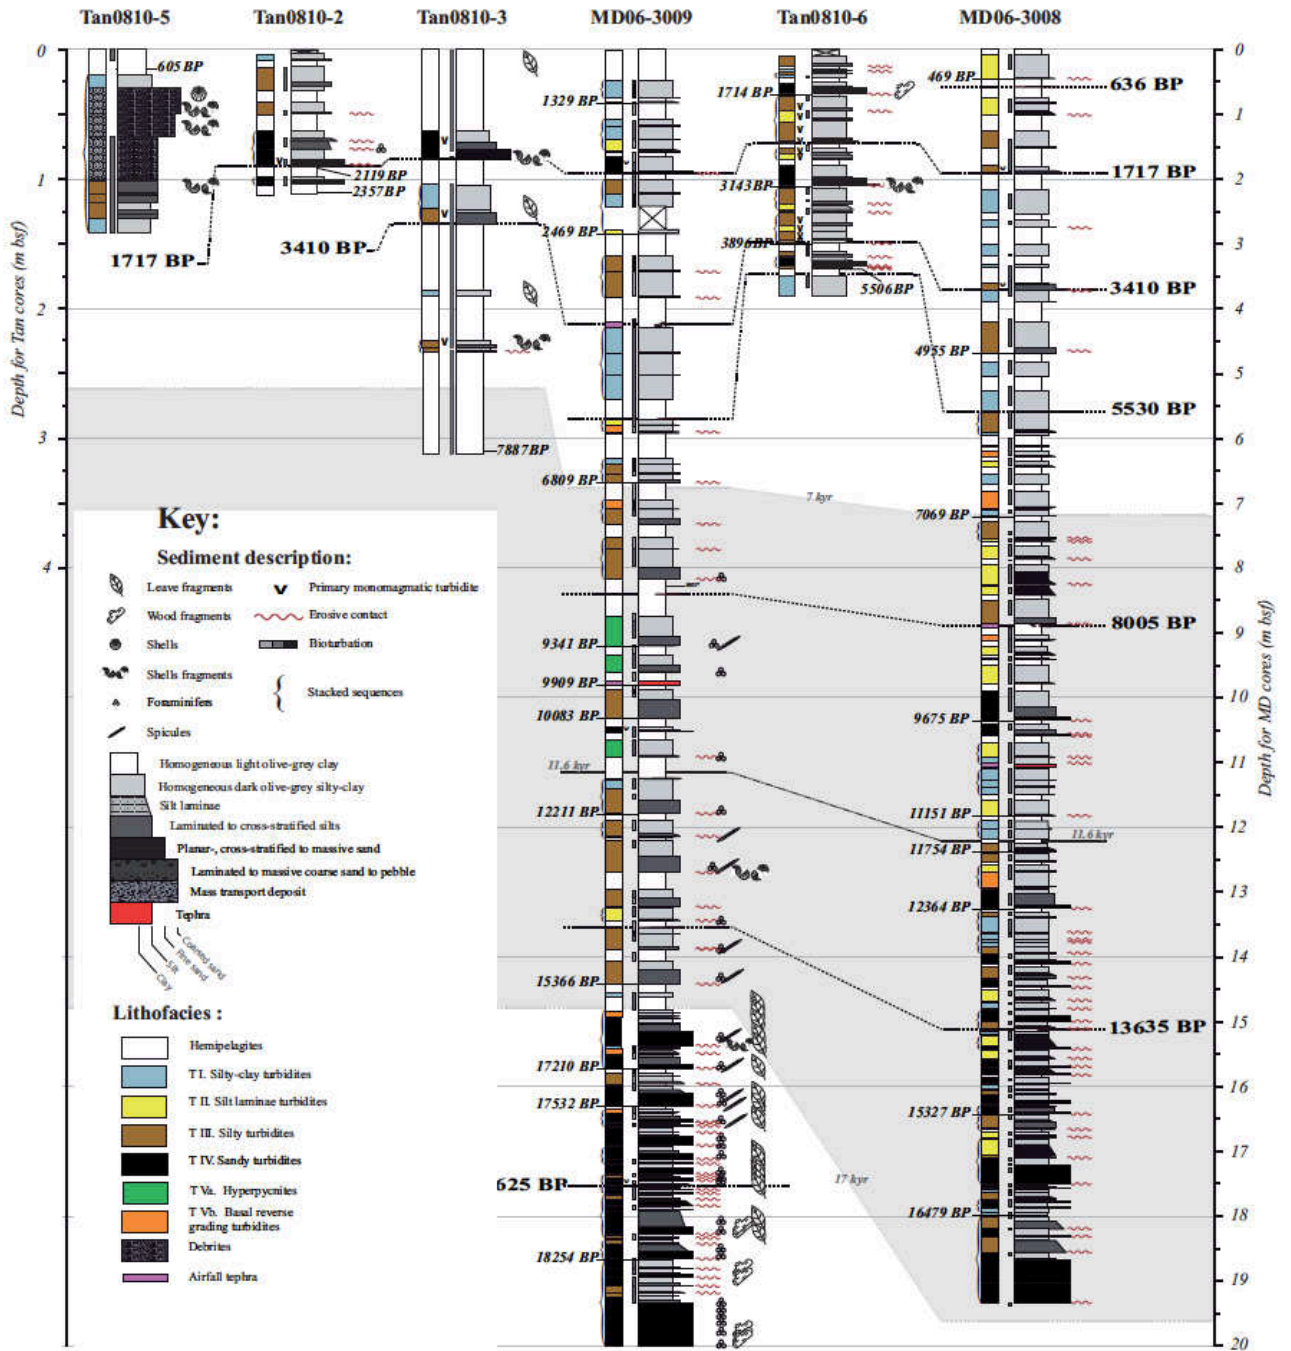 Tan0810-5 Tan0810-2 Tan0810-3 MD06-3009 Tan0810-6 MD06-3008
0
1
2
3
4
Depth for Tan cores (m bsf)
605 BP
1717 BP
2119 BP
2357 BP
3410 BP
7887 BP
1329 BP
2469 BP
6809 BP
9341 BP
9909 BP
10083 BP
11.6 kyr
12211 BP
15366 BP
17210 BP
17532 BP
625 BP
18254 BP
1714 BP
3143 BP
3896 BP
5506 BP
7 kyr
17 kyr
469 BP
4955 BP
7069 BP
9675 BP
11151 BP
11754 BP
11.6 kyr
12364 BP
15327 BP
16479 BP
636 BP
1717 BP
3410 BP
5530 BP
8005 BP
13635 BP
0
1
2
3
4
5
6
7
8
9
10
11
12
13
14
15
16
17
18
19
20
Depth for MD cores (m bsf)
Key:
Sediment description:
Leave fragments
V Primary monomagmatic turbidite
Wood fragments
Erosive contact
Shells
Bioturbation
Shells fragments
Stacked sequences
Foraminifers
Spicules
Homogeneous light olive-grey clay
Homogeneous dark olive-grey silty-clay
Silt laminae
Laminated to cross-stratified silts
Planar-, cross-stratified to massive sand
Laminated to massive coarse sand to pebble
Mass transport deposit
Tephra
Clay
Silt
Fine sand
sand
Lithofacies :
Hemipelagites
T I. Silty-clay turbidites
T II. Silt laminae turbidites
T III. Silty turbidites
T IV. Sandy turbidites
T Va. Hyperpycnites
T Vb. Basal reverse
grading turbidites
Debrites
Airfall tephra